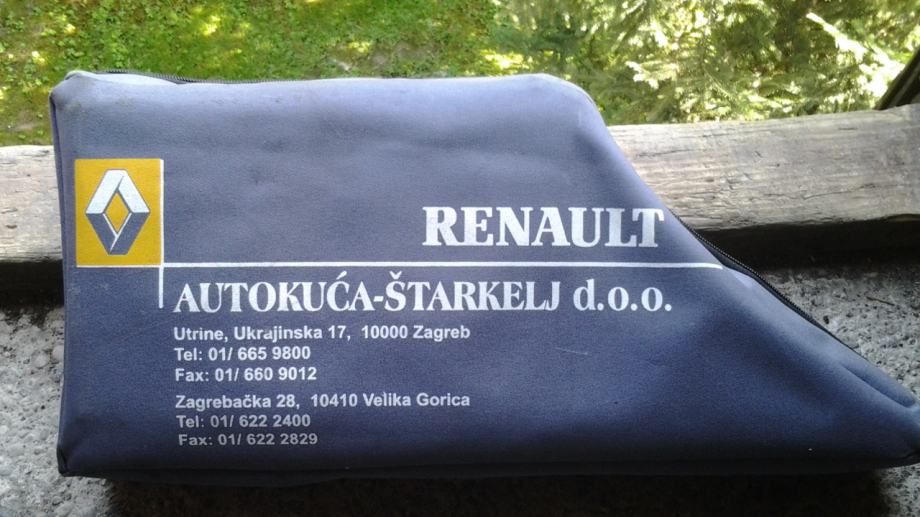 RENAULT
AUTOKUĆA-ŠTARKELJ d.o.o.
Utrine, Ukrajinska 17, 10000 Zagreb
Tel: 01/ 665 9800
Fax: 01/ 660 9012
Zagrebačka 28, 10410 Velika Gorica
Tel: 01/ 622 2400
Fax: 01/ 622 2829